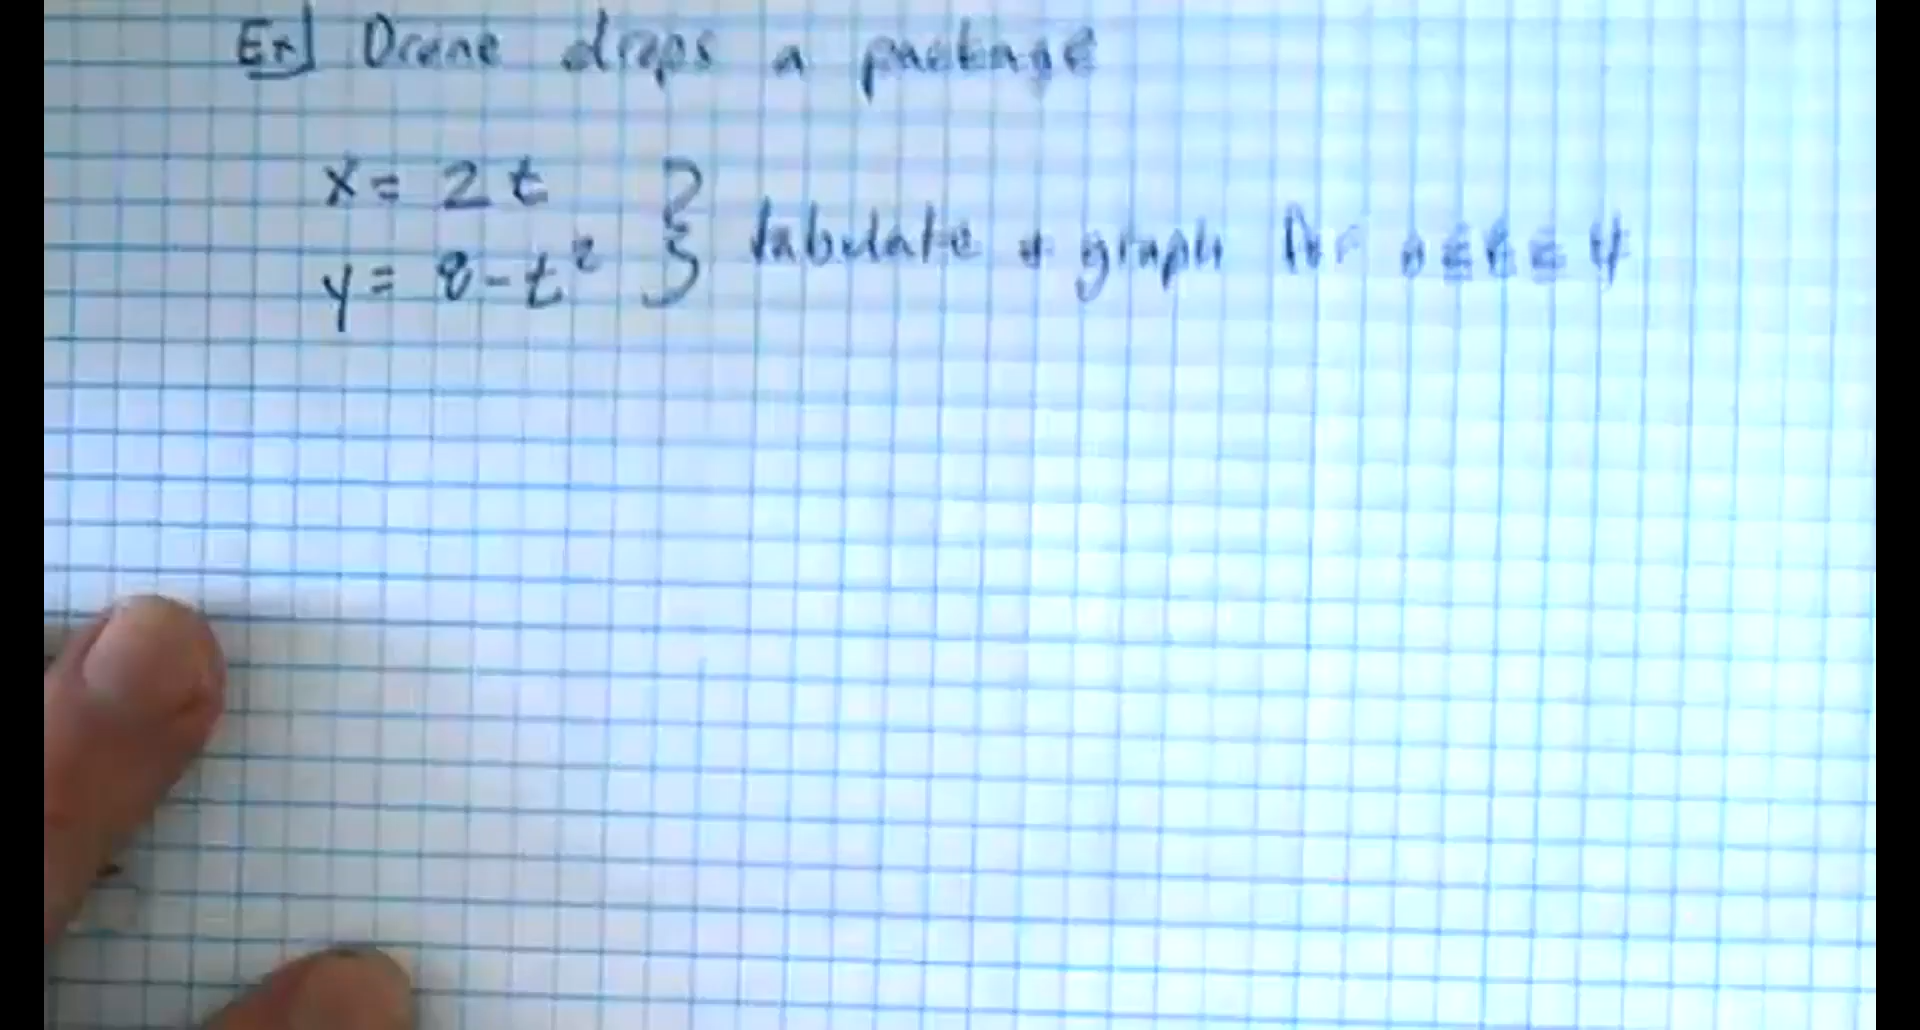 Ex] Drone drops a package
x = 2t
y = 8 - t² } tabulate + graph for 0 ≤ t ≤ 4